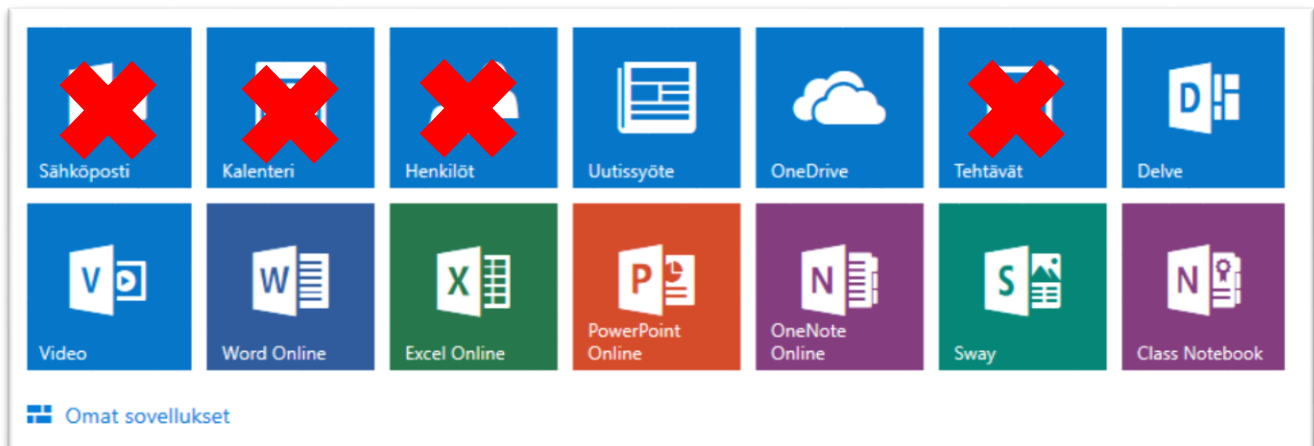 Sähköposti
Kalenteri
Henkilöt
Uutissyöte
OneDrive
Tehtävät
D
Delve
V
Video
W
Word Online
X
Excel Online
P
PowerPoint
Online
N
OneNote
Online
S
Sway
N
Class Notebook
Omat sovellukset